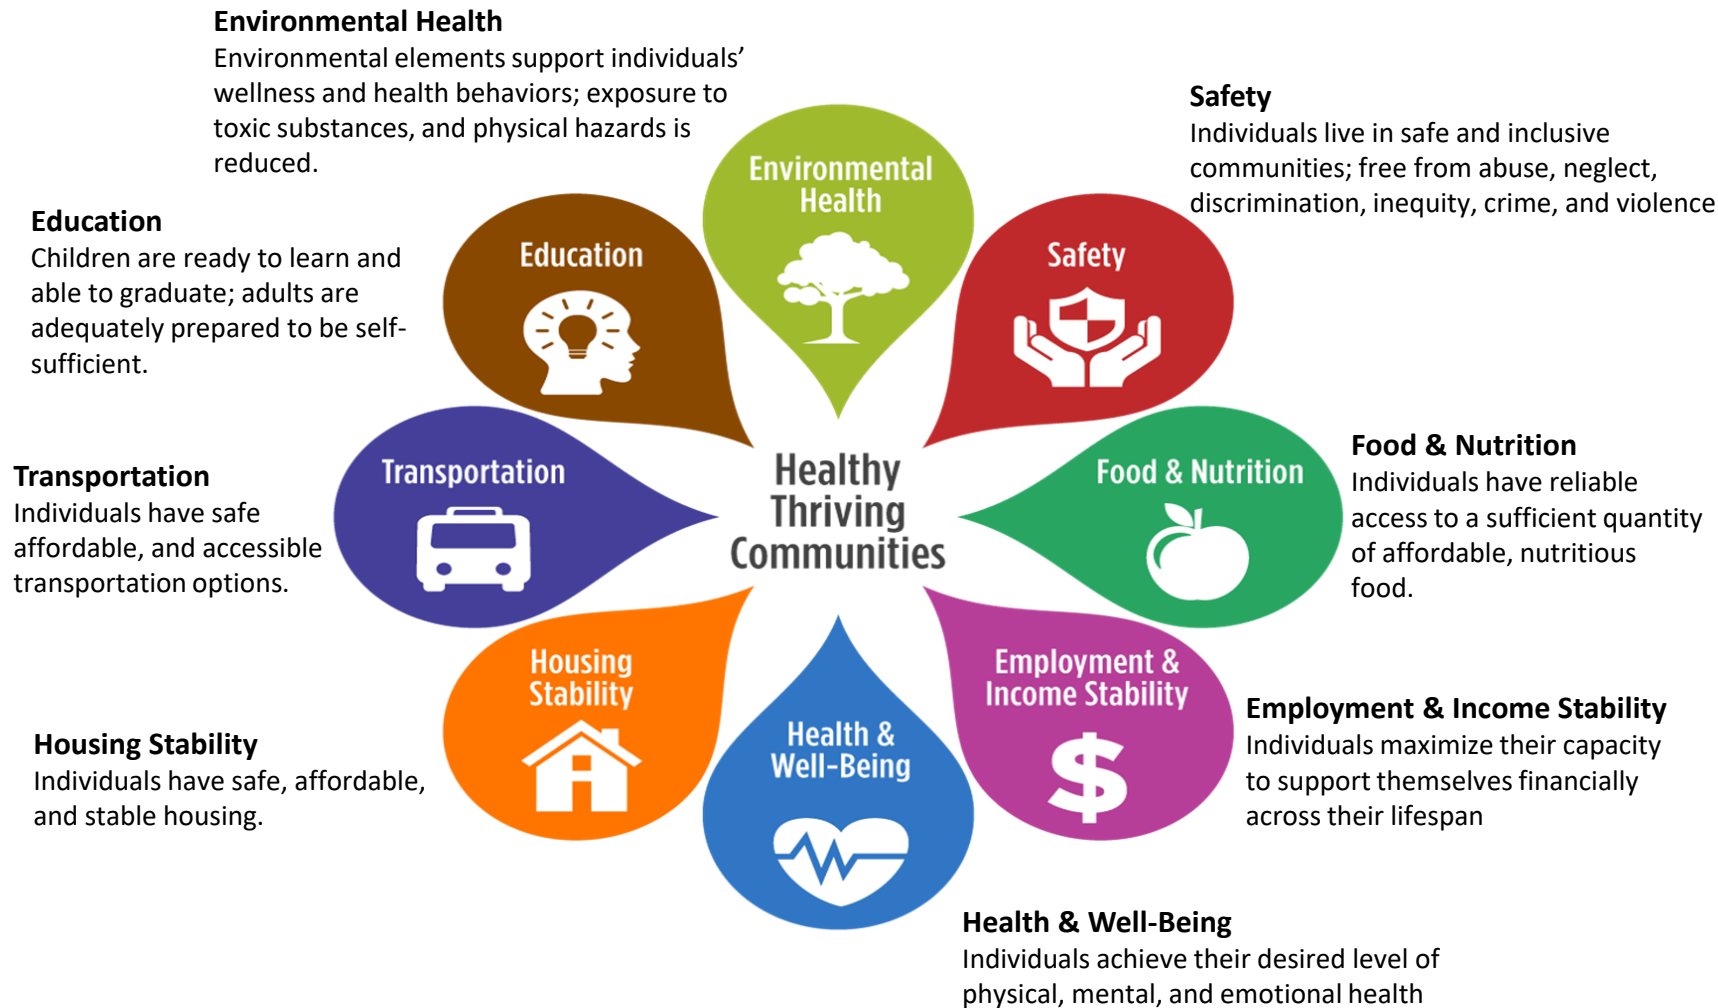 Environmental Health
Environmental elements support individuals’
wellness and health behaviors; exposure to
toxic substances, and physical hazards is
reduced.
Safety
Individuals live in safe and inclusive
communities; free from abuse, neglect,
discrimination, inequity, crime, and violence
Education
Children are ready to learn and
able to graduate; adults are
adequately prepared to be self-
sufficient.
Environmental
Health
Education
Safety
Transportation
Individuals have safe
affordable, and accessible
transportation options.
Transportation
Healthy
Thriving
Communities
Food & Nutrition
Food & Nutrition
Individuals have reliable
access to a sufficient quantity
of affordable, nutritious
food.
Housing
Stability
Health &
Well-Being
Employment &
Income Stability
Housing Stability
Individuals have safe, affordable,
and stable housing.
Employment & Income Stability
Individuals maximize their capacity
to support themselves financially
across their lifespan
Health & Well-Being
Individuals achieve their desired level of
physical, mental, and emotional health